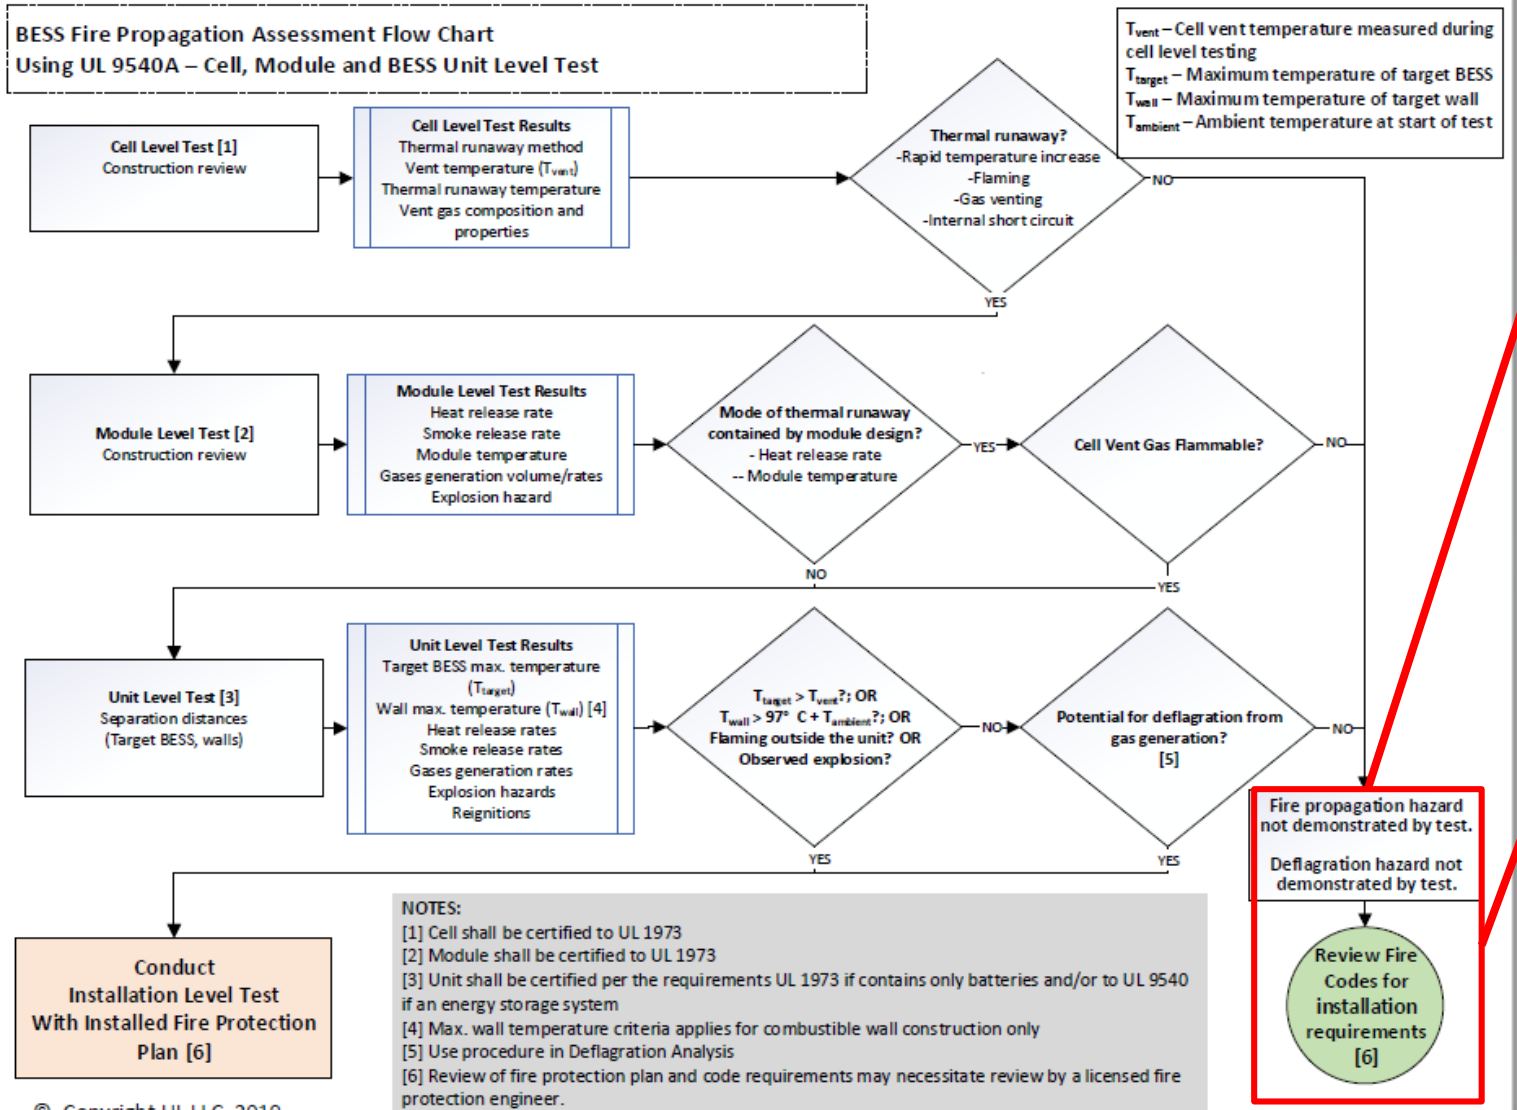 BESS Fire Propagation Assessment Flow Chart
Using UL 9540A – Cell, Module and BESS Unit Level Test
Tvent – Cell vent temperature measured during
cell level testing
Ttarget – Maximum temperature of target BESS
Twall – Maximum temperature of target wall
Tambient – Ambient temperature at start of test
Cell Level Test [1]
Construction review
Cell Level Test Results
Thermal runaway method
Vent temperature (Tvent)
Thermal runaway temperature
Vent gas composition and
properties
Thermal runaway?
-Rapid temperature increase
-Flaming
-Gas venting
-Internal short circuit
NO
YES
Module Level Test [2]
Construction review
Module Level Test Results
Heat release rate
Smoke release rate
Module temperature
Gases generation volume/rates
Explosion hazard
Mode of thermal runaway
contained by module design?
- Heat release rate
-- Module temperature
YES
Cell Vent Gas Flammable?
NO
NO
YES
Unit Level Test [3]
Separation distances
(Target BESS, walls)
Unit Level Test Results
Target BESS max. temperature
(Ttarget)
Wall max. temperature (Twall) [4]
Heat release rates
Smoke release rates
Gases generation rates
Explosion hazards
Reignitions
Ttarget > Tvent?; OR
Twall > 97° C + Tambient?; OR
Flaming outside the unit? OR
Observed explosion?
NO
Potential for deflagration from
gas generation?
[5]
NO
YES
YES
Fire propagation hazard
not demonstrated by test.
Deflagration hazard not
demonstrated by test.
Conduct
Installation Level Test
With Installed Fire Protection
Plan [6]
NOTES:
[1] Cell shall be certified to UL 1973
[2] Module shall be certified to UL 1973
[3] Unit shall be certified per the requirements UL 1973 if contains only batteries and/or to UL 9540
if an energy storage system
[4] Max. wall temperature criteria applies for combustible wall construction only
[5] Use procedure in Deflagration Analysis
[6] Review of fire protection plan and code requirements may necessitate review by a licensed fire
protection engineer.
Review Fire
Codes for
installation
requirements
[6]
© Copyright UL LLC 2019